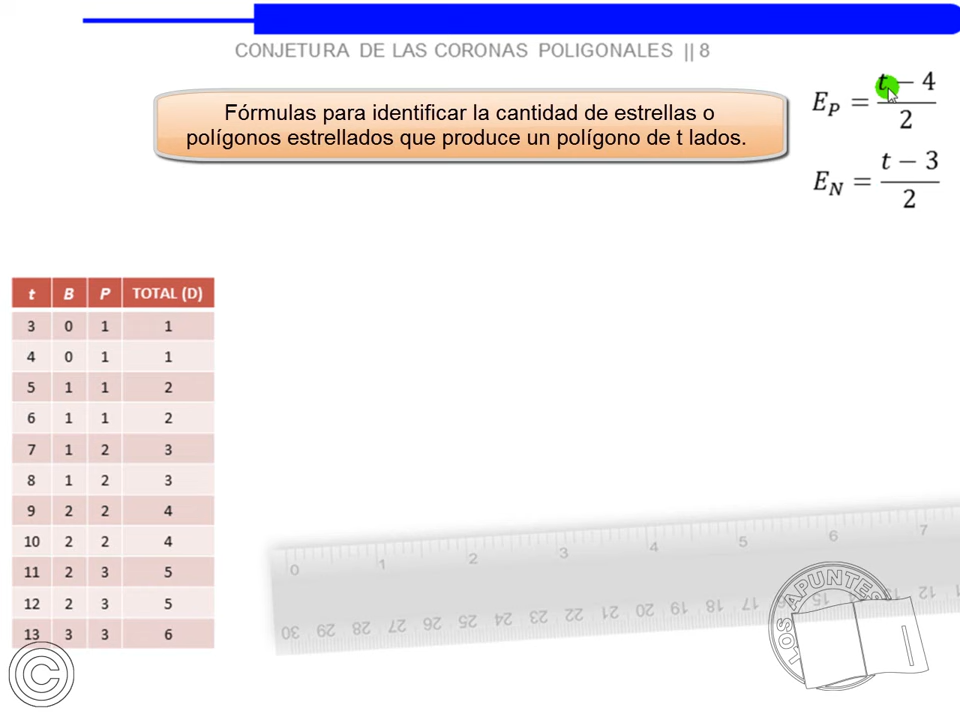 CONJETURA DE LAS CORONAS POLIGONALES || 8
Fórmulas para identificar la cantidad de estrellas o
polígonos estrellados que produce un polígono de t lados.
E_P = (t − 4)/2
E_N = (t − 3)/2
t B P TOTAL (D)
3 0 1 1
4 0 1 1
5 1 1 2
6 1 1 2
7 1 2 3
8 1 2 3
9 2 2 4
10 2 2 4
11 2 3 5
12 2 3 5
13 3 3 6
0 1 2 3 4 5 6 7
30 29 28 27 26 25 24 23 22 21 20 19 18 17 16 15 12
LOS APUNTES
©